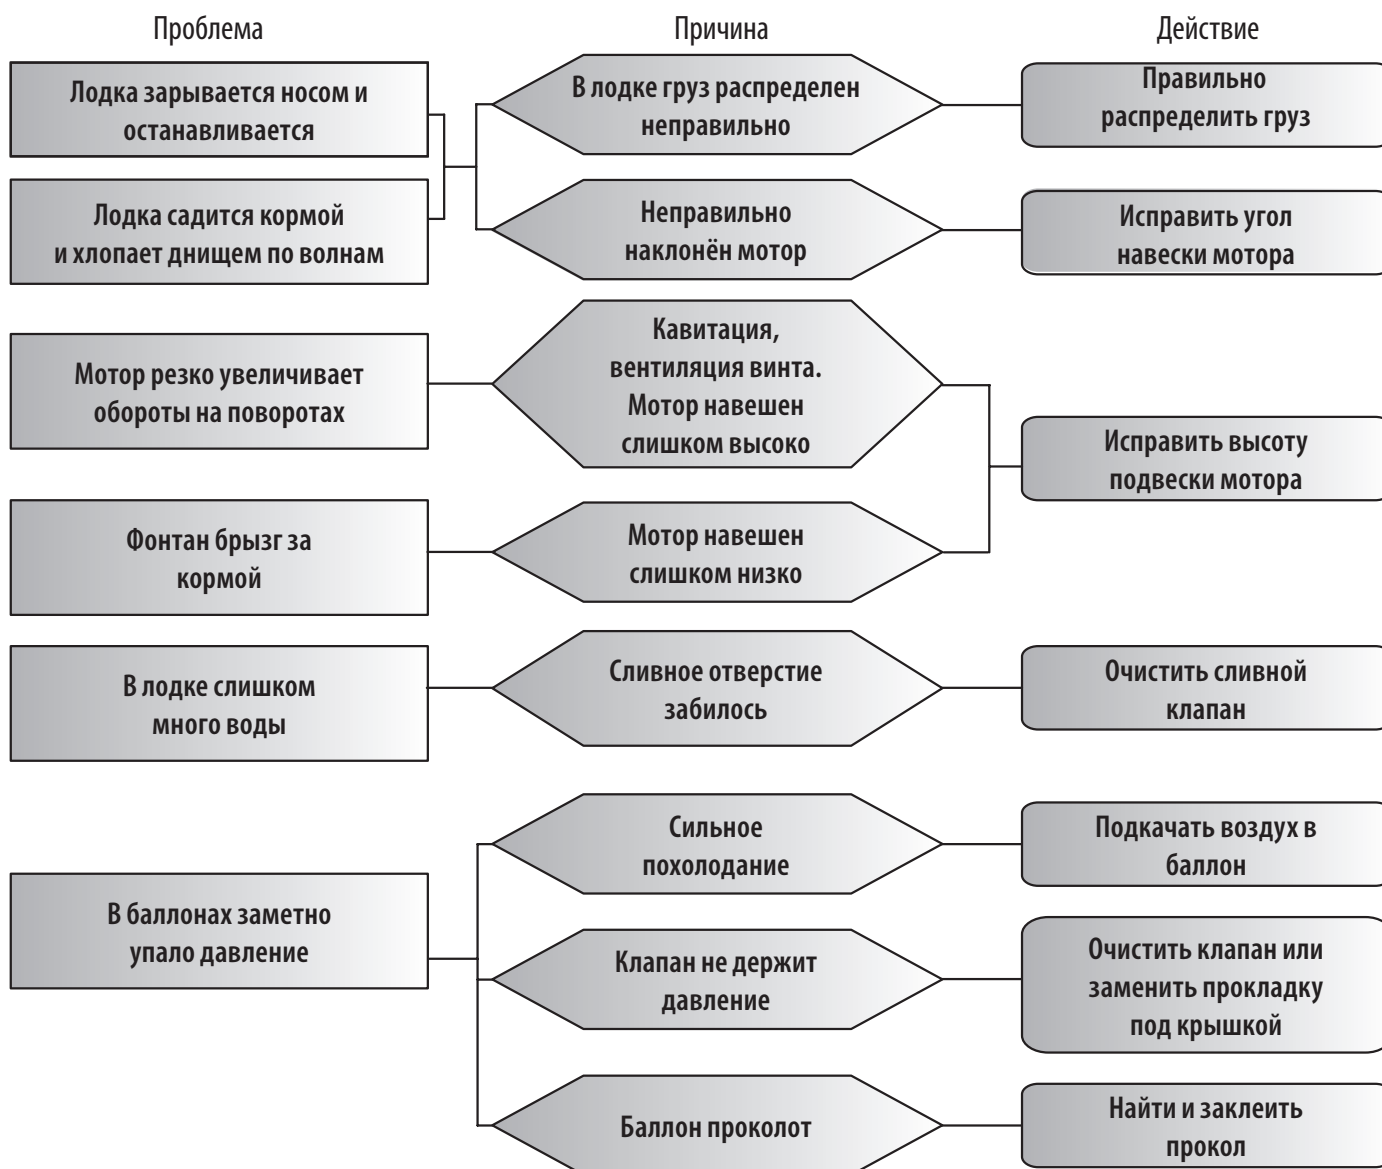 Проблема
Причина
Действие
Лодка зарывается носом и
останавливается
В лодке груз распределен
неправильно
Правильно
распределить груз
Лодка садится кормой
и хлопает днищем по волнам
Неправильно
наклонён мотор
Исправить угол
навески мотора
Мотор резко увеличивает
обороты на поворотах
Кавитация,
вентиляция винта.
Мотор навешен
слишком высоко
Исправить высоту
подвески мотора
Фонтан брызг за
кормой
Мотор навешен
слишком низко
В лодке слишком
много воды
Сливное отверстие
забилось
Очистить сливной
клапан
В баллонах заметно
упало давление
Сильное
похолодание
Подкачать воздух в
баллон
Клапан не держит
давление
Очистить клапан или
заменить прокладку
под крышкой
Баллон проколот
Найти и заклеить
прокол